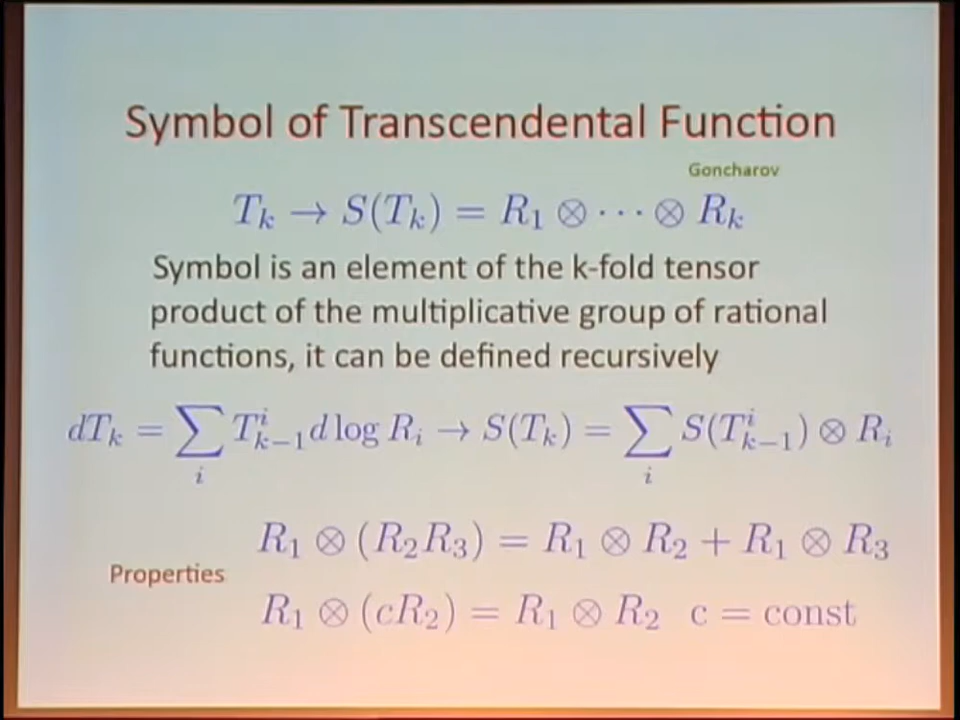 Symbol of Transcendental Function
Goncharov
T_k → S(T_k) = R_1 ⊗ ··· ⊗ R_k
Symbol is an element of the k-fold tensor
product of the multiplicative group of rational
functions, it can be defined recursively
dT_k = ∑_i T^i_{k−1} d log R_i → S(T_k) = ∑_i S(T^i_{k−1}) ⊗ R_i
R_1 ⊗ (R_2R_3) = R_1 ⊗ R_2 + R_1 ⊗ R_3
Properties
R_1 ⊗ (cR_2) = R_1 ⊗ R_2 c = const